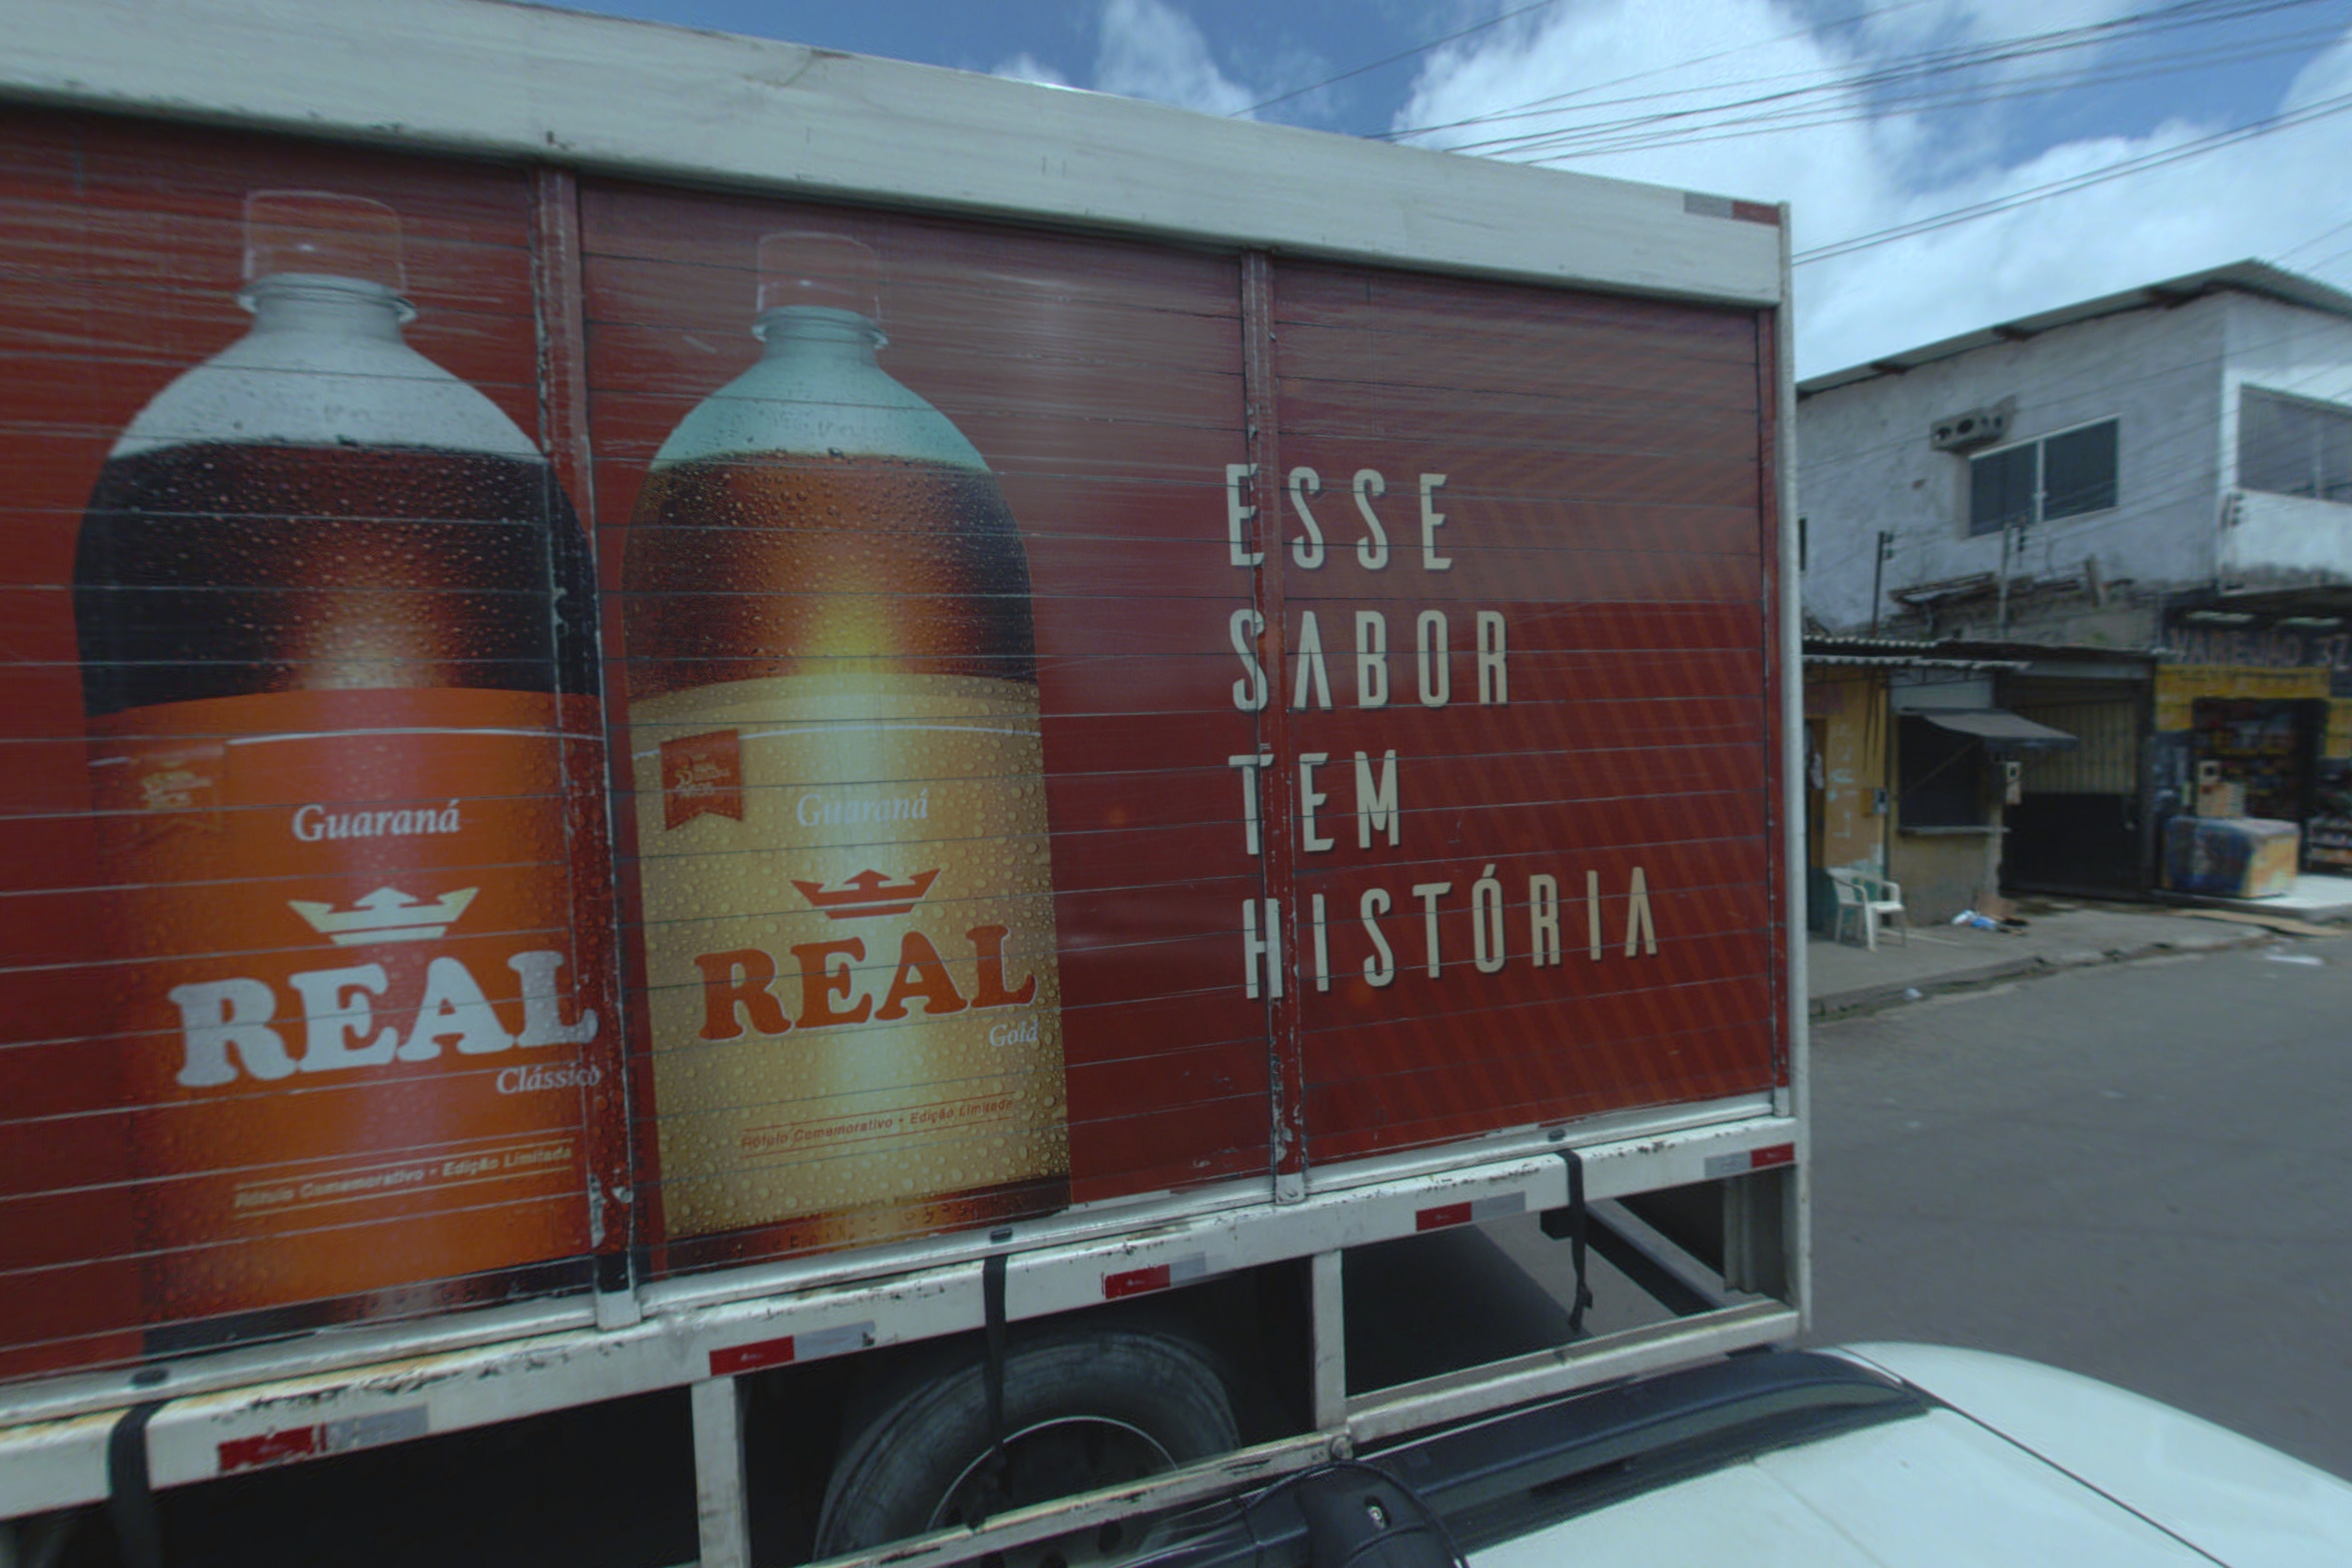 Guaraná
REAL
Clássico
Rótulo Comemorativo • Edição Limitada
Guaraná
REAL
Gold
Rótulo Comemorativo • Edição Limitada
ESSE
SABOR
TEM
HISTÓRIA